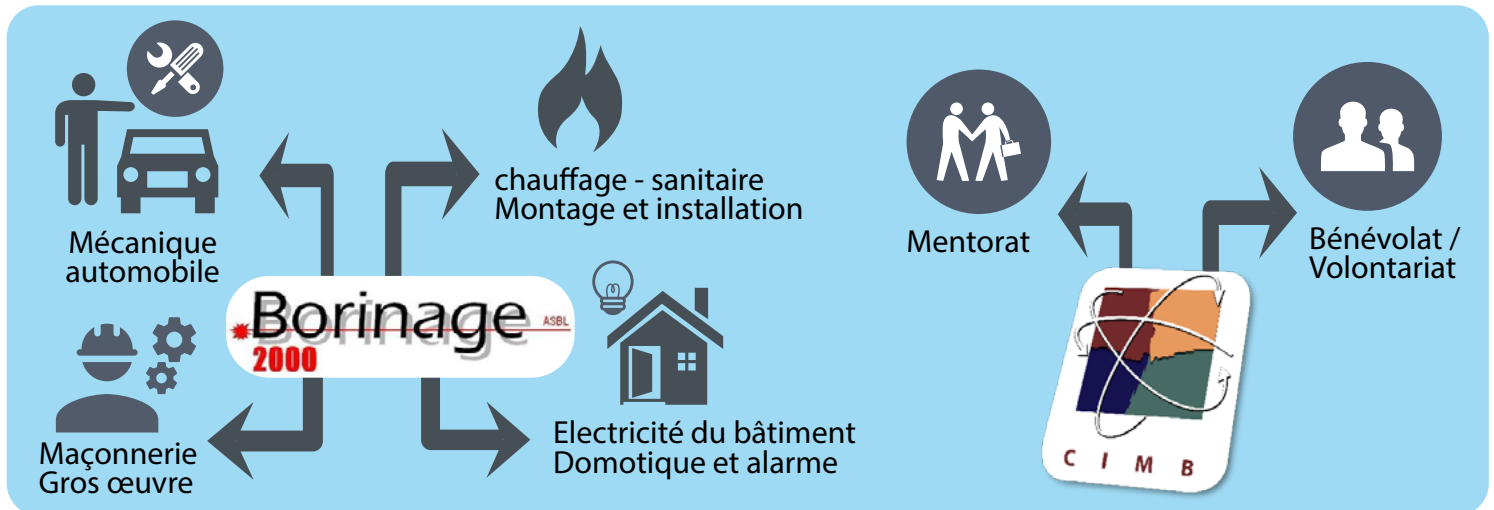 chauffage - sanitaire
Montage et installation
Mécanique
automobile
Borinage ASBL
2000
Maçonnerie
Gros œuvre
Electricité du bâtiment
Domotique et alarme
Mentorat
Bénévolat /
Volontariat
C I M B